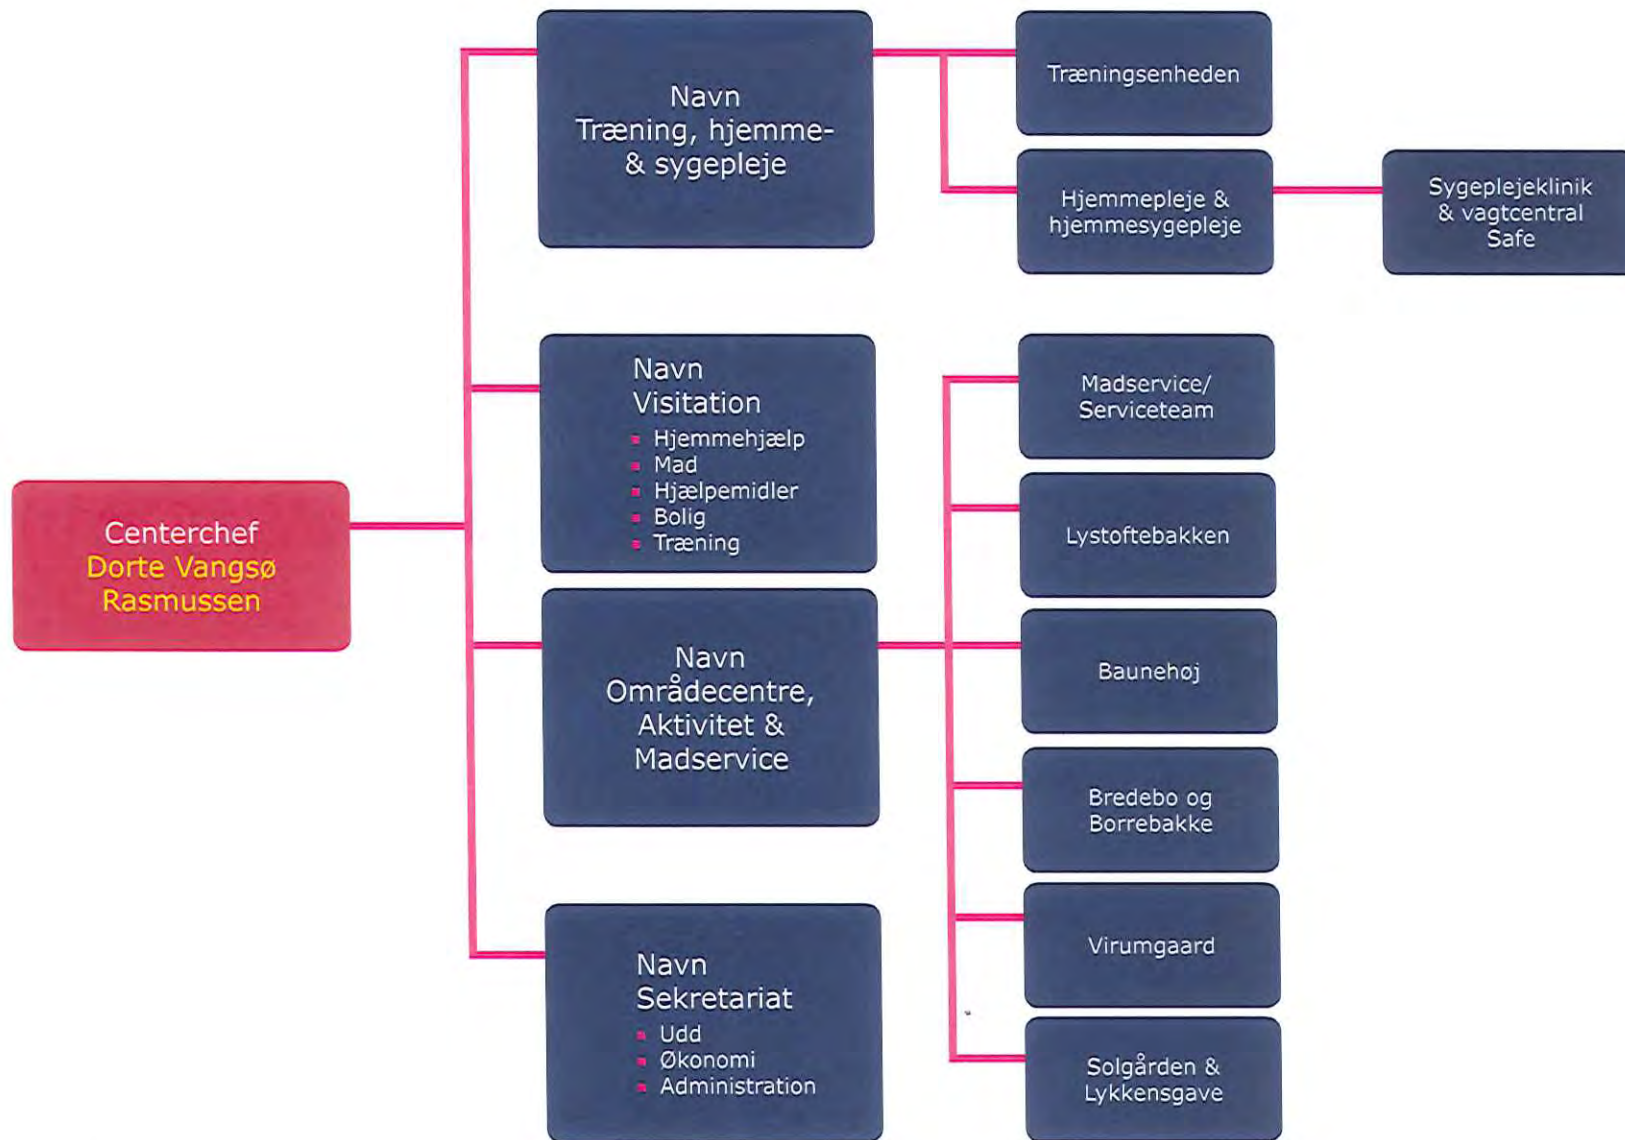 Centerchef
Dorte Vangsø
Rasmussen
Navn
Træning, hjemme-
& sygepleje
Træningsenheden
Hjemmepleje &
hjemmesygepleje
Sygeplejeklinik
& vagtcentral
Safe
Navn
Visitation
Hjemmehjælp
Mad
Hjælpemidler
Bolig
Træning
Navn
Områdecentre,
Aktivitet &
Madservice
Madservice/
Serviceteam
Lystoftebakken
Baunehøj
Bredebo og
Borrebakke
Virumgaard
Solgården &
Lykkensgave
Navn
Sekretariat
Udd
Økonomi
Administration